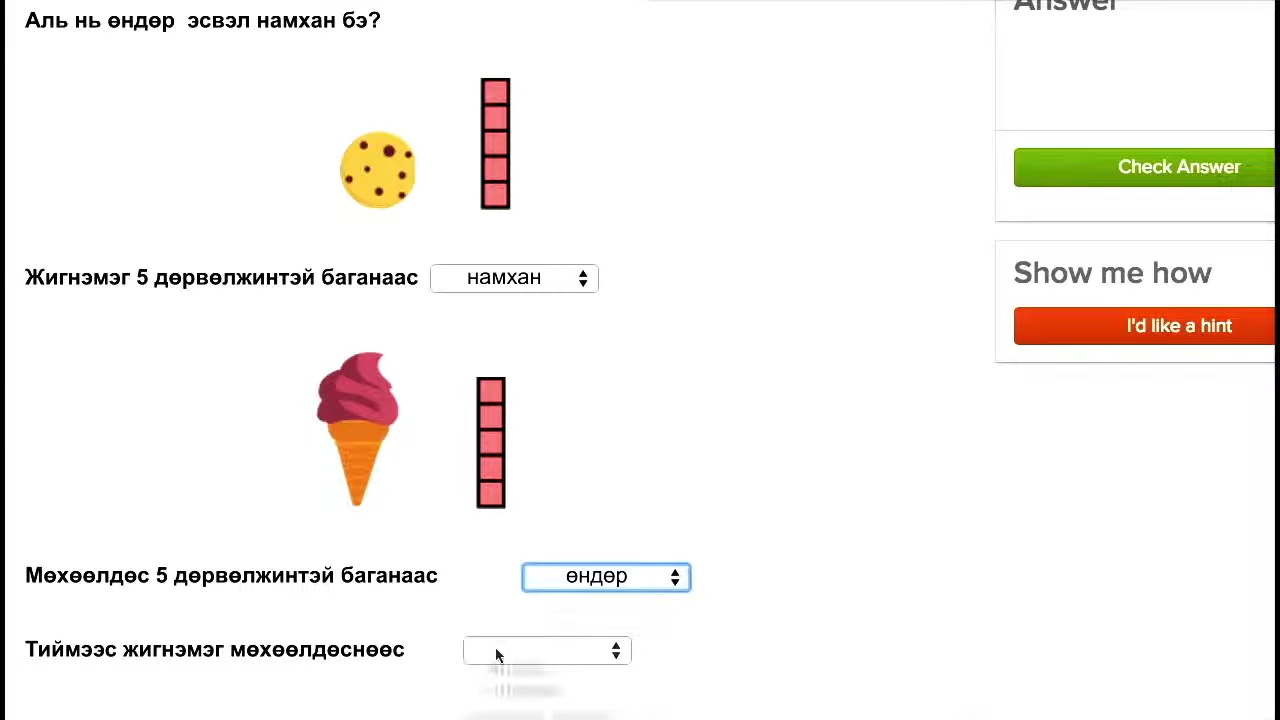 Аль нь өндөр эсвэл намхан бэ?
Answer
Check Answer
Жигнэмэг 5 дөрвөлжинтэй баганаас намхан
Show me how
I'd like a hint
Мөхөөлдөс 5 дөрвөлжинтэй баганаас өндөр
Тиймээс жигнэмэг мөхөөлдөснөөс